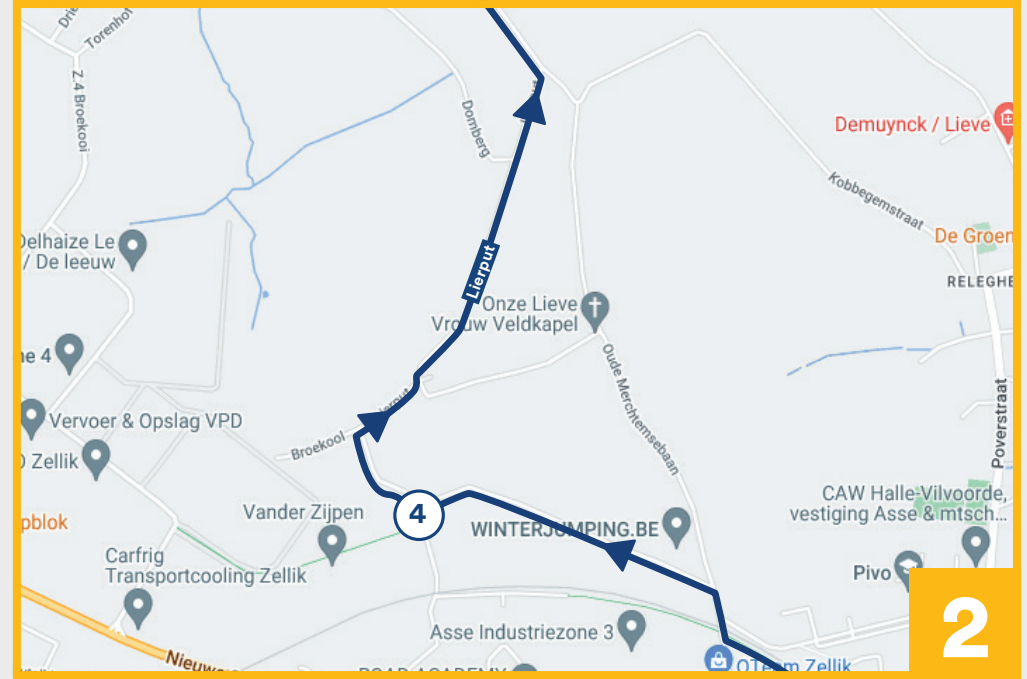 Torenhof
Z.4 Broekooi
Domberg
Demuynck / Lieve
Kobbegemstraat
De Groen
RELEGHE
Delhaize Le
/ De leeuw
Lierput
Onze Lieve
Vrouw Veldkapel
Oude Merchtemsebaan
ne 4
Vervoer & Opslag VPD
Broekool
Zellik
Poverstraat
CAW Halle-Vilvoorde,
vestiging Asse & mtsch...
Vander Zijpen
4
WINTERJUMPING.BE
pblok
Carfrig
Transportcooling Zellik
Pivo
Asse Industriezone 3
2
Nieuw
OTeam Zellik